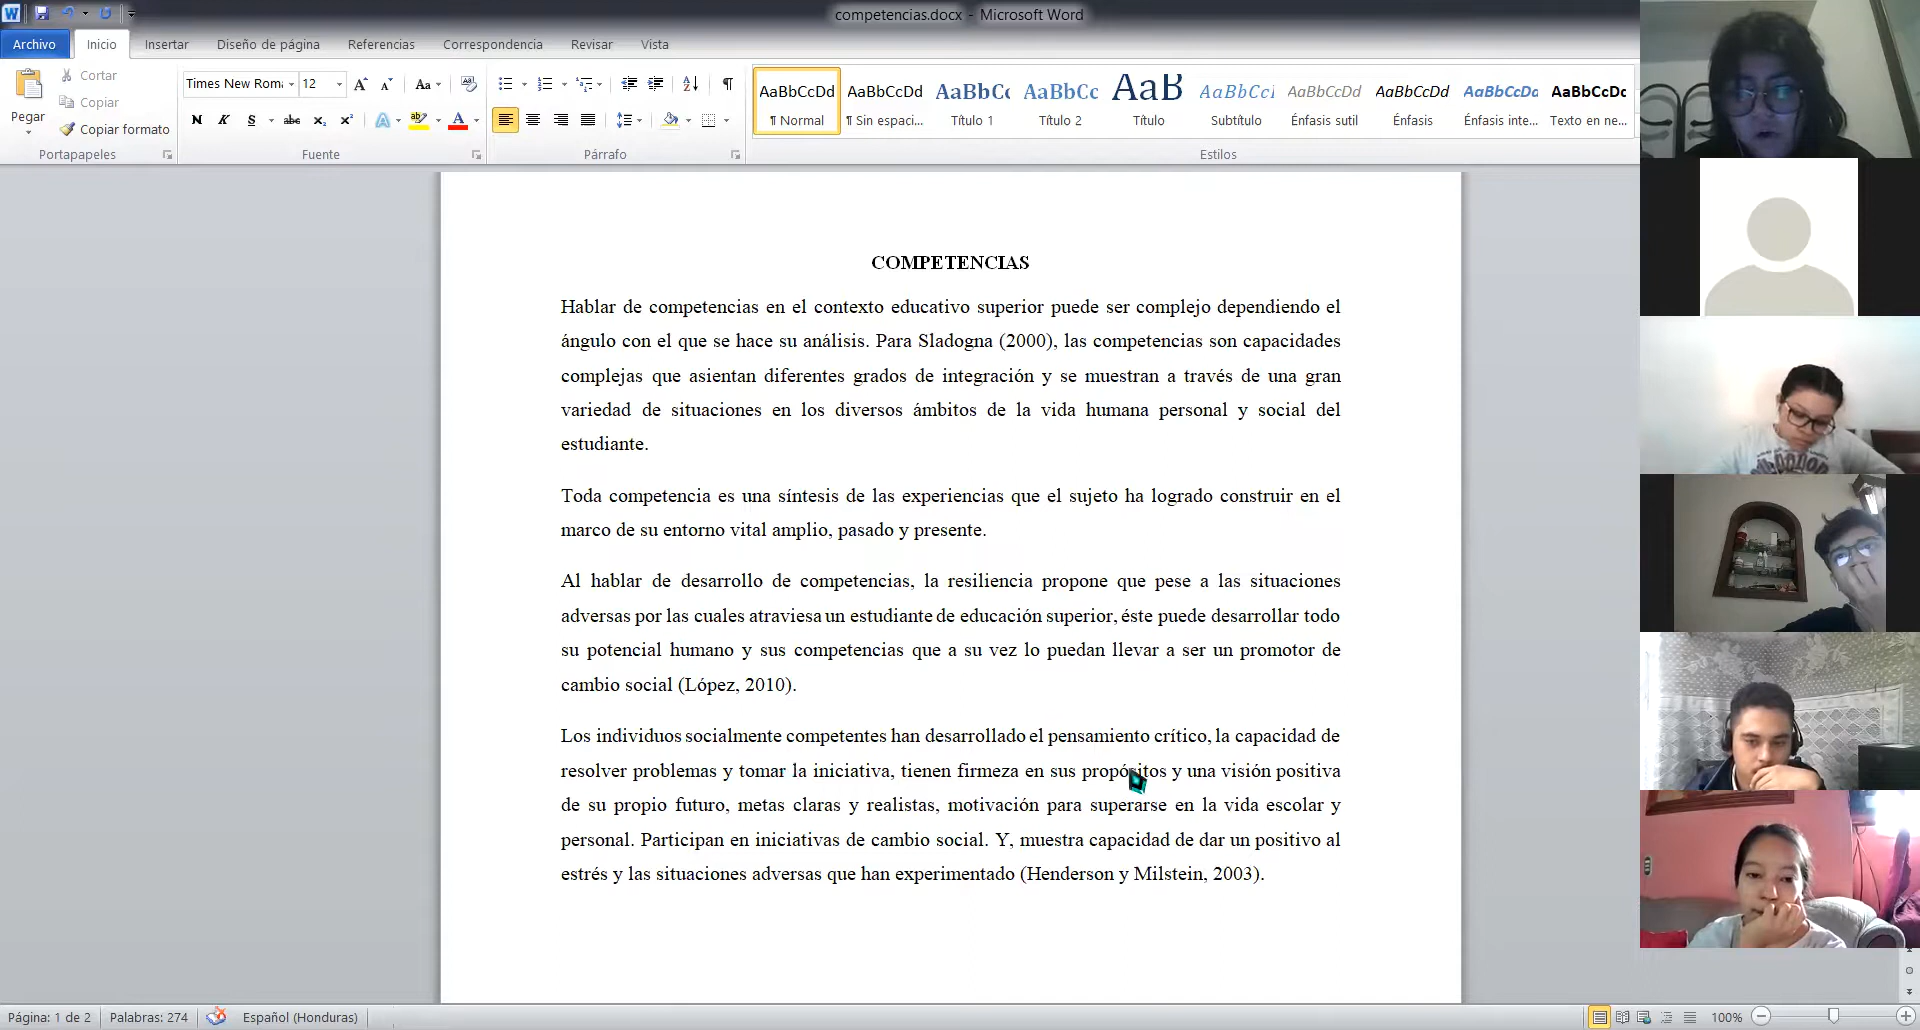 competencias.docx - Microsoft Word
Archivo Inicio Insertar Diseño de página Referencias Correspondencia Revisar Vista
Pegar
Cortar
Copiar
Copiar formato
Portapapeles
Times New Rom 12
Fuente
Párrafo
AaBbCcDd AaBbCcDd AaBbCc AaBbCc AaB AaBbCcI AaBbCcDd AaBbCcDd AaBbCcDd AaBbCcDc
¶ Normal ¶ Sin espaci... Título 1 Título 2 Título Subtítulo Énfasis sutil Énfasis Énfasis inte... Texto en ne...
Estilos
COMPETENCIAS
Hablar de competencias en el contexto educativo superior puede ser complejo dependiendo el
ángulo con el que se hace su análisis. Para Sladogna (2000), las competencias son capacidades
complejas que asientan diferentes grados de integración y se muestran a través de una gran
variedad de situaciones en los diversos ámbitos de la vida humana personal y social del
estudiante.
Toda competencia es una síntesis de las experiencias que el sujeto ha logrado construir en el
marco de su entorno vital amplio, pasado y presente.
Al hablar de desarrollo de competencias, la resiliencia propone que pese a las situaciones
adversas por las cuales atraviesa un estudiante de educación superior, éste puede desarrollar todo
su potencial humano y sus competencias que a su vez lo puedan llevar a ser un promotor de
cambio social (López, 2010).
Los individuos socialmente competentes han desarrollado el pensamiento crítico, la capacidad de
resolver problemas y tomar la iniciativa, tienen firmeza en sus propósitos y una visión positiva
de su propio futuro, metas claras y realistas, motivación para superarse en la vida escolar y
personal. Participan en iniciativas de cambio social. Y, muestra capacidad de dar un positivo al
estrés y las situaciones adversas que han experimentado (Henderson y Milstein, 2003).
Página: 1 de 2 Palabras: 274 Español (Honduras) 100%